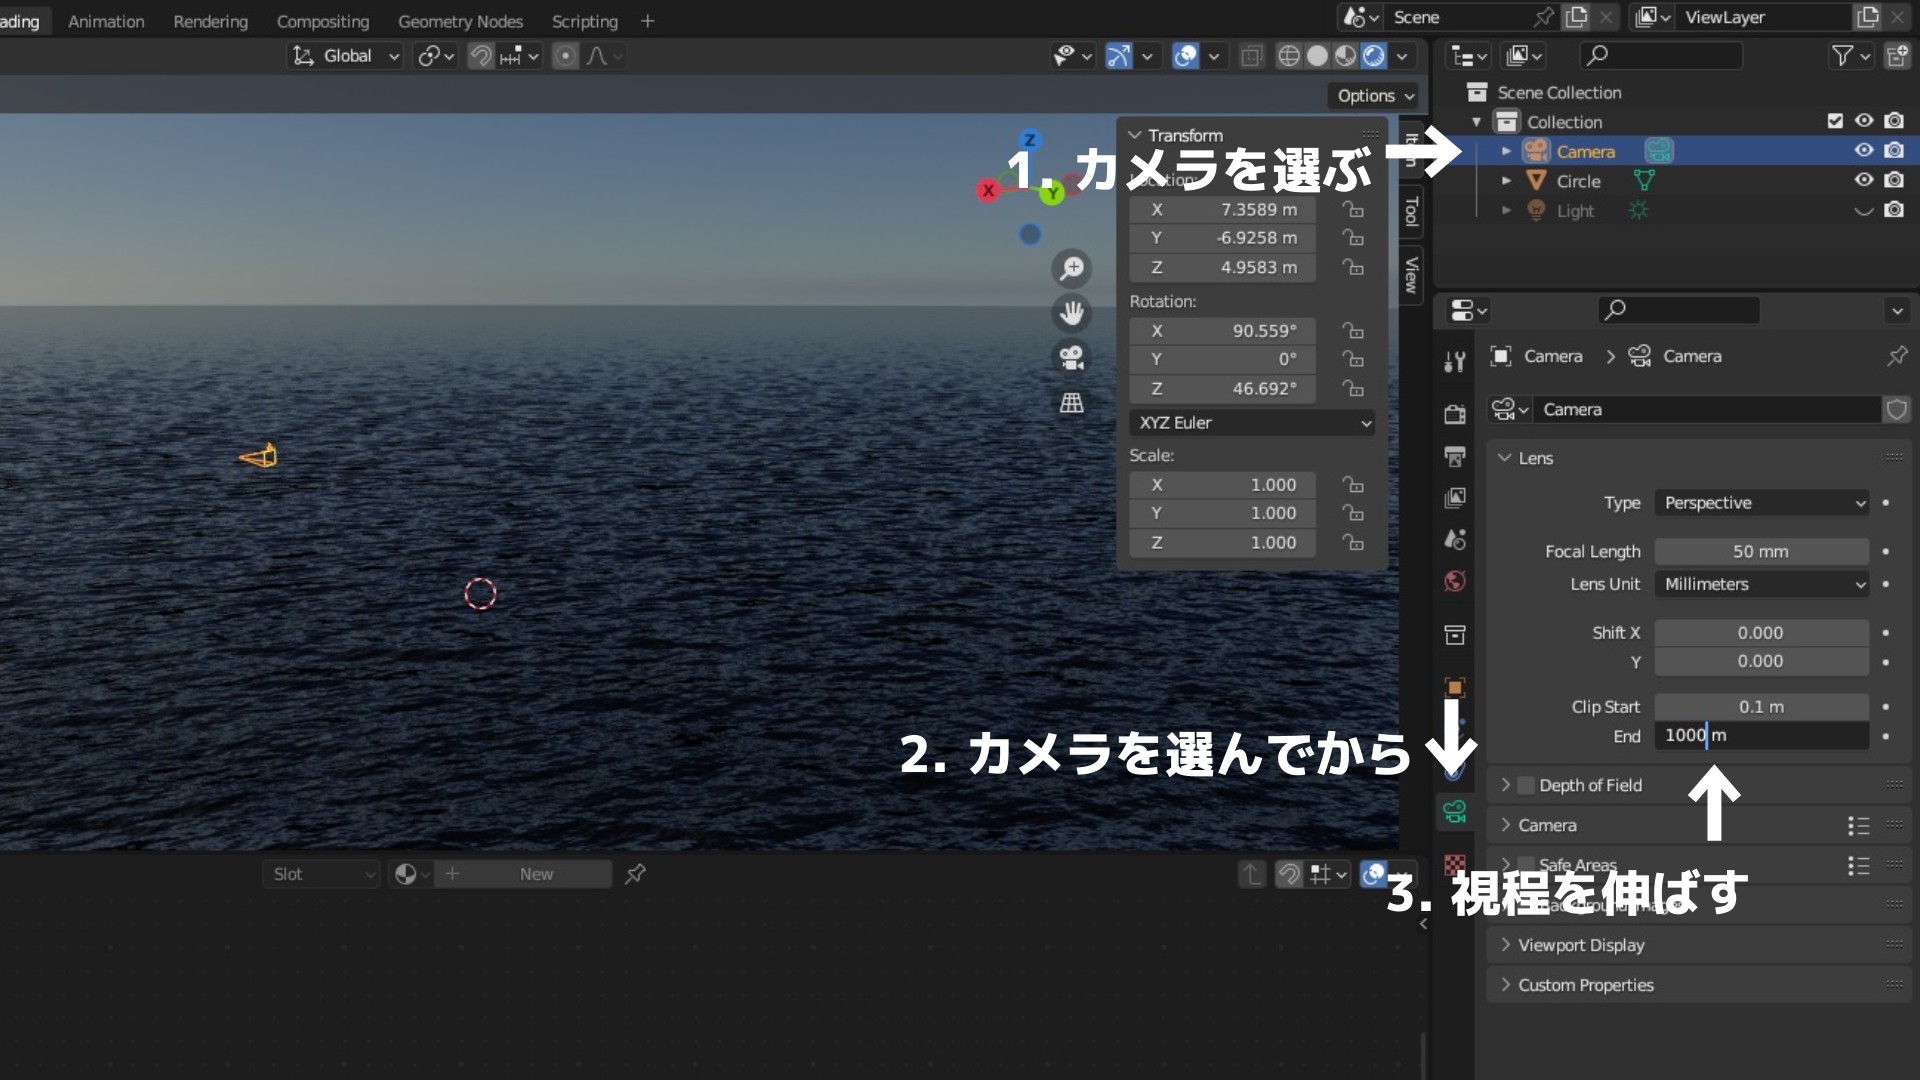 ading Animation Rendering Compositing Geometry Nodes Scripting +
Scene
ViewLayer
Global
Options
Transform
Location:
X 7.3589 m
Y -6.9258 m
Z 4.9583 m
Rotation:
X 90.559°
Y 0°
Z 46.692°
XYZ Euler
Scale:
X 1.000
Y 1.000
Z 1.000
Item
Tool
View
Z
X
Y
1. カメラを選ぶ
Scene Collection
Collection
Camera
Circle
Light
Camera > Camera
Camera
Lens
Type Perspective
Focal Length 50 mm
Lens Unit Millimeters
Shift X 0.000
Y 0.000
Clip Start 0.1 m
End 1000 m
2. カメラを選んでから
Depth of Field
Camera
Safe Areas
3. 視程を伸ばす
Background Images
Viewport Display
Custom Properties
Slot
New